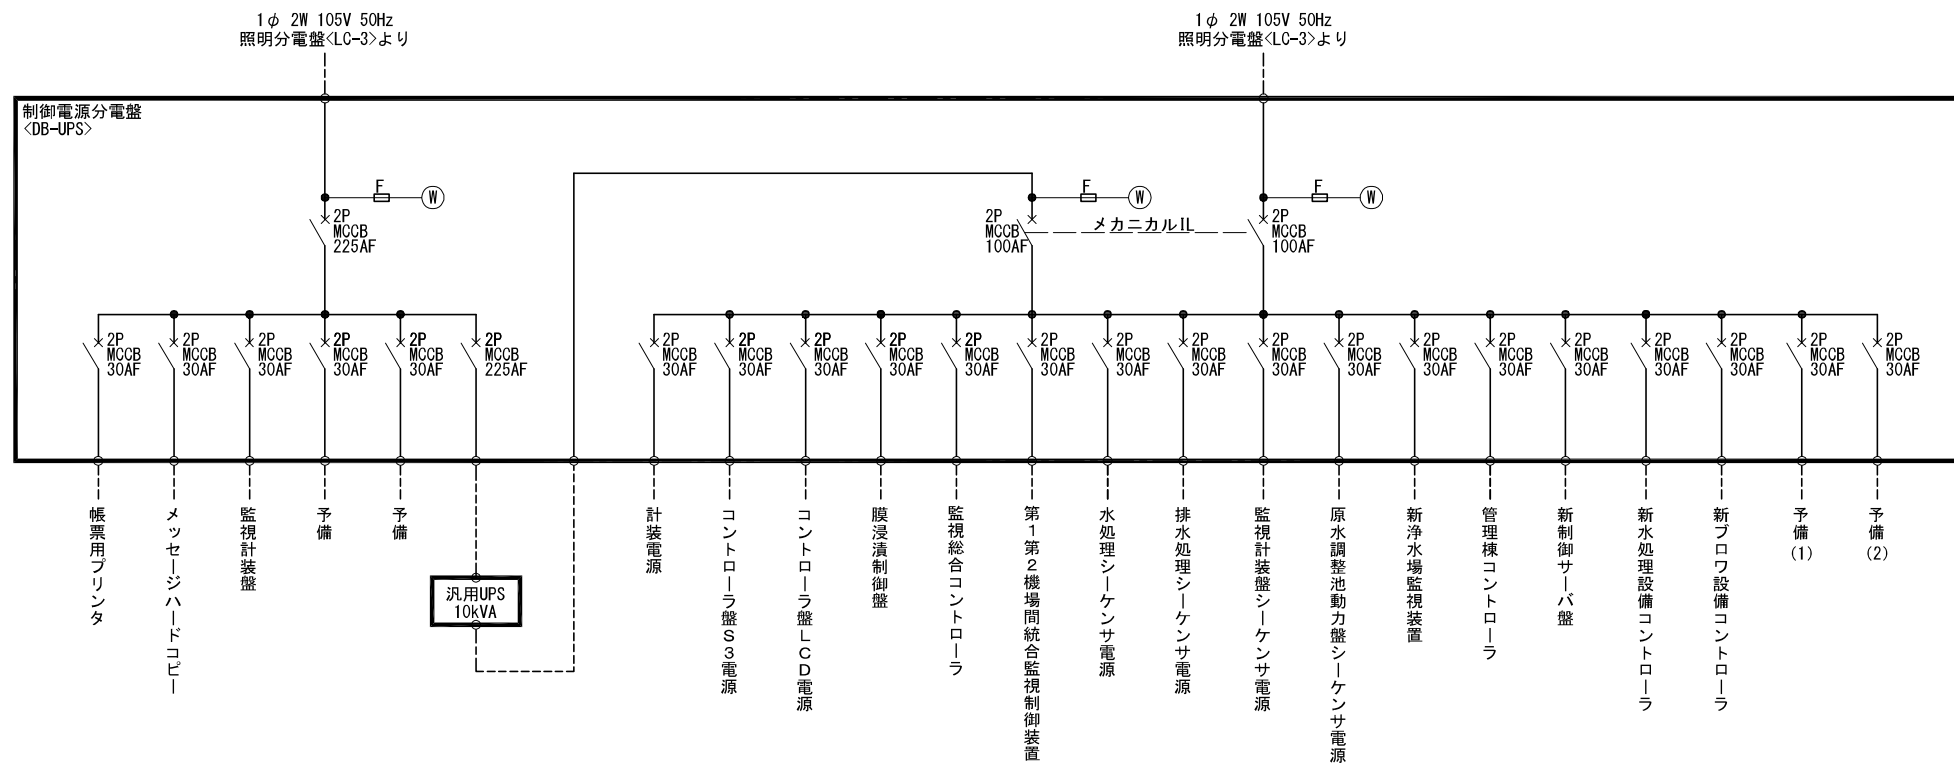 1φ 2W 105V 50Hz
照明分電盤<LC-3>より
1φ 2W 105V 50Hz
照明分電盤<LC-3>より
制御電源分電盤
<DB-UPS>
F
W
2P
MCCB
225AF
F
W
2P
MCCB
100AF
メカニカルIL
F
W
2P
MCCB
100AF
2P
MCCB
30AF
2P
MCCB
30AF
2P
MCCB
30AF
2P
MCCB
30AF
2P
MCCB
30AF
2P
MCCB
225AF
2P
MCCB
30AF
2P
MCCB
30AF
2P
MCCB
30AF
2P
MCCB
30AF
2P
MCCB
30AF
2P
MCCB
30AF
2P
MCCB
30AF
2P
MCCB
30AF
2P
MCCB
30AF
2P
MCCB
30AF
2P
MCCB
30AF
2P
MCCB
30AF
2P
MCCB
30AF
2P
MCCB
30AF
2P
MCCB
30AF
2P
MCCB
30AF
2P
MCCB
30AF
帳票用プリンタ
メッセージハードコピー
監視計装盤
予備
予備
汎用UPS
10kVA
計装電源
コントローラ盤S3電源
コントローラ盤LCD電源
膜浸漬制御盤
監視総合コントローラ
第1第2機場間統合監視制御装置
水処理シーケンサ電源
排水処理シーケンサ電源
監視計装盤シーケンサ電源
原水調整池動力盤シーケンサ電源
新浄水場監視装置
管理棟コントローラ
新制御サーバ盤
新水処理設備コントローラ
新ブロワ設備コントローラ
予備(1)
予備(2)